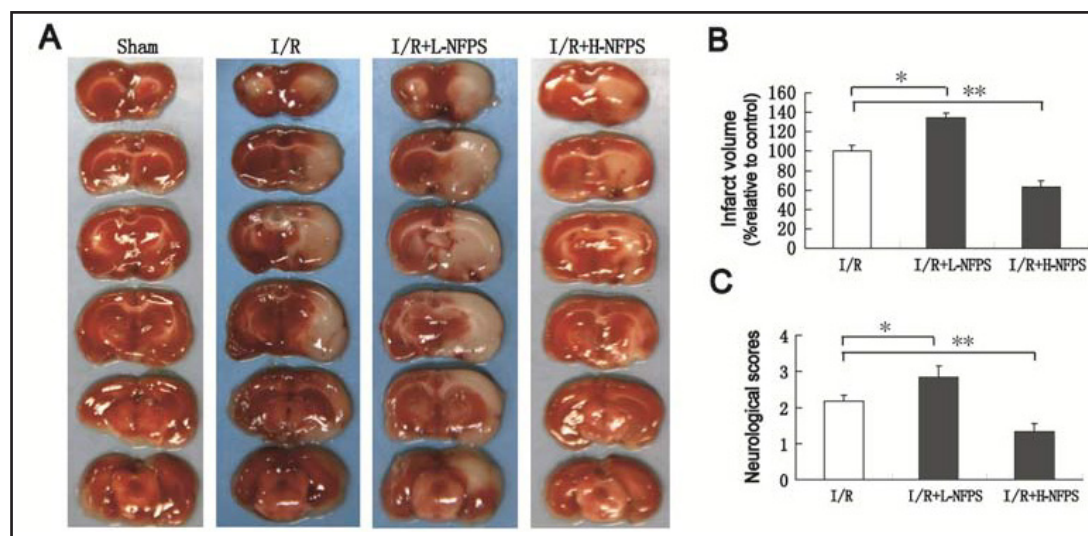 A
Sham I/R I/R+L-NFPS I/R+H-NFPS
B
* 
**
Infarct volume
(%relative to control)
160
140
120
100
80
60
40
20
0
I/R I/R+L-NFPS I/R+H-NFPS
C
*
**
Neurological scores
4
3
2
1
0
I/R I/R+L-NFPS I/R+H-NFPS